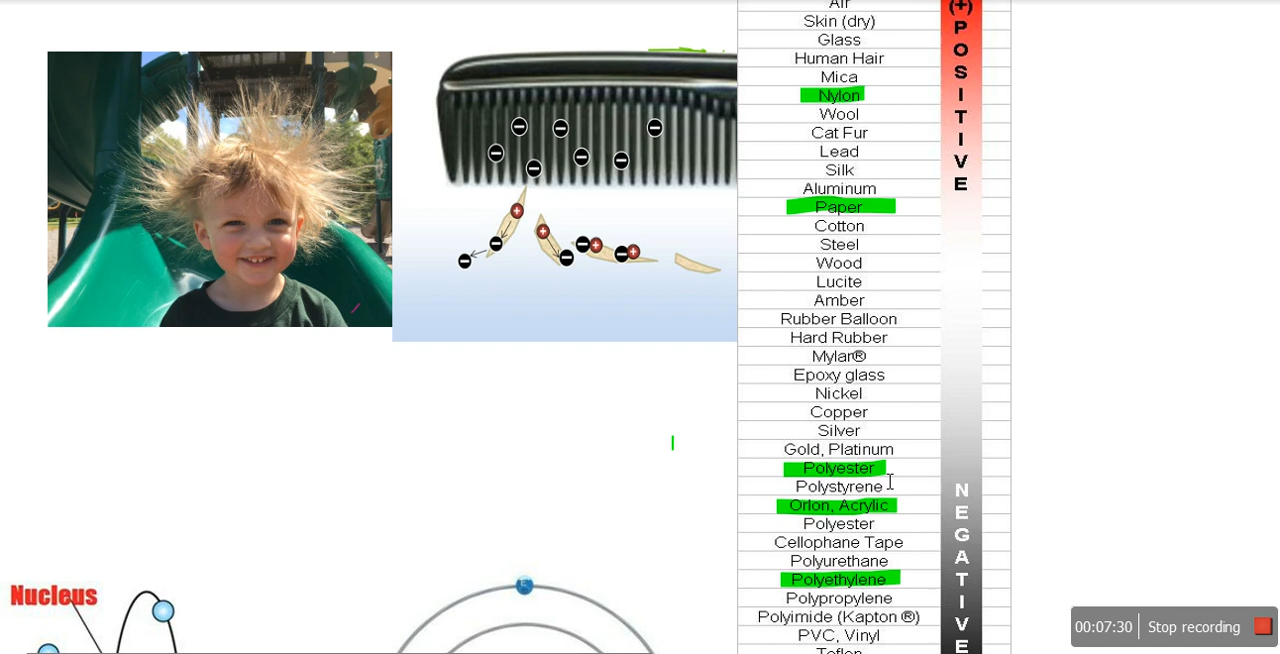 Air
(+)
Skin (dry)
Glass
Human Hair
Mica
Nylon
Wool
Cat Fur
Lead
Silk
Aluminum
Paper
Cotton
Steel
Wood
Lucite
Amber
Rubber Balloon
Hard Rubber
Mylar®
Epoxy glass
Nickel
Copper
Silver
Gold, Platinum
Polyester
Polystyrene
Orlon, Acrylic
Polyester
Cellophane Tape
Polyurethane
Polyethylene
Polypropylene
Polyimide (Kapton ®)
PVC, Vinyl
Teflon
POSITIVE
NEGATIVE
Nucleus
00:07:30 Stop recording